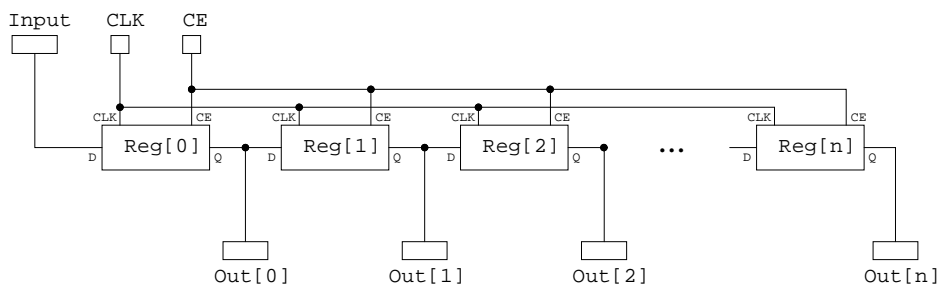 Input CLK CE
CLK CE CLK CE CLK CE CLK CE
Reg[0] Reg[1] Reg[2] ... Reg[n]
D Q D Q D Q D Q
Out[0] Out[1] Out[2] Out[n]